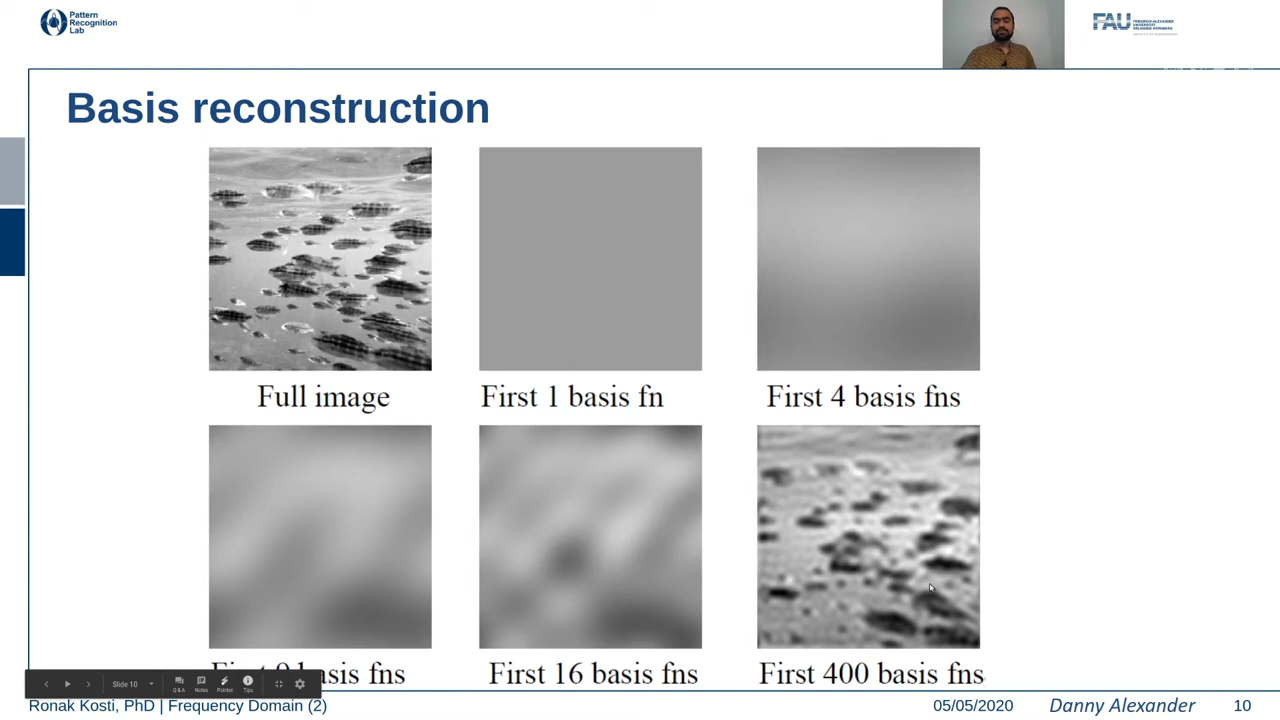 Pattern
Recognition
Lab
FAU
FRIEDRICH-ALEXANDER
UNIVERSITÄT
ERLANGEN-NÜRNBERG
Basis reconstruction
Full image
First 1 basis fn
First 4 basis fns
First 9 basis fns
First 16 basis fns
First 400 basis fns
Slide 10
Q&A
Notes
Pointer
Tips
Ronak Kosti, PhD | Frequency Domain (2)
05/05/2020
Danny Alexander
10